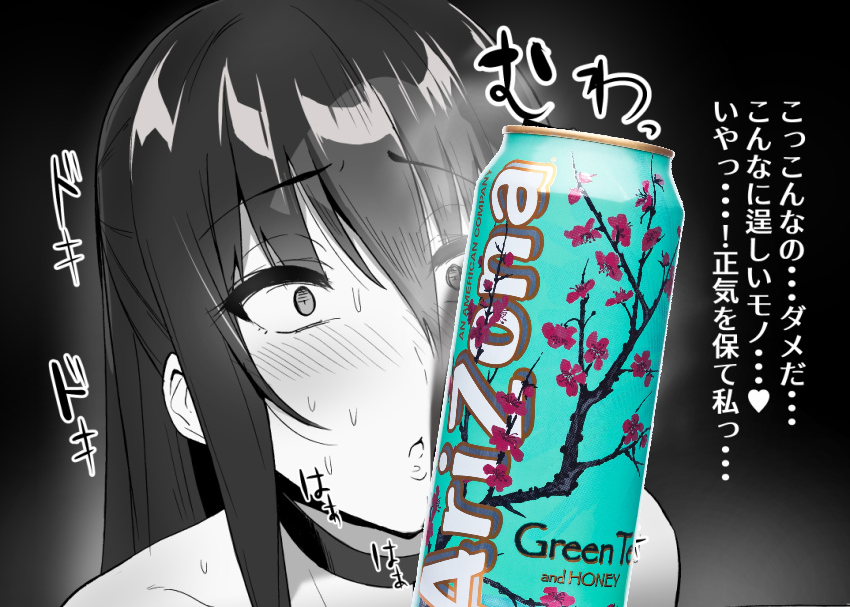 こっこんなの・・・ダメだ・・・
こんなに逞しいモノ・・・♥
いやっ・・・！正気を保て私っ・・・
むわっ
ドキ
ドキ
はぁ
はぁ
AriZona
AN AMERICAN COMPANY
Green Te
and HONEY